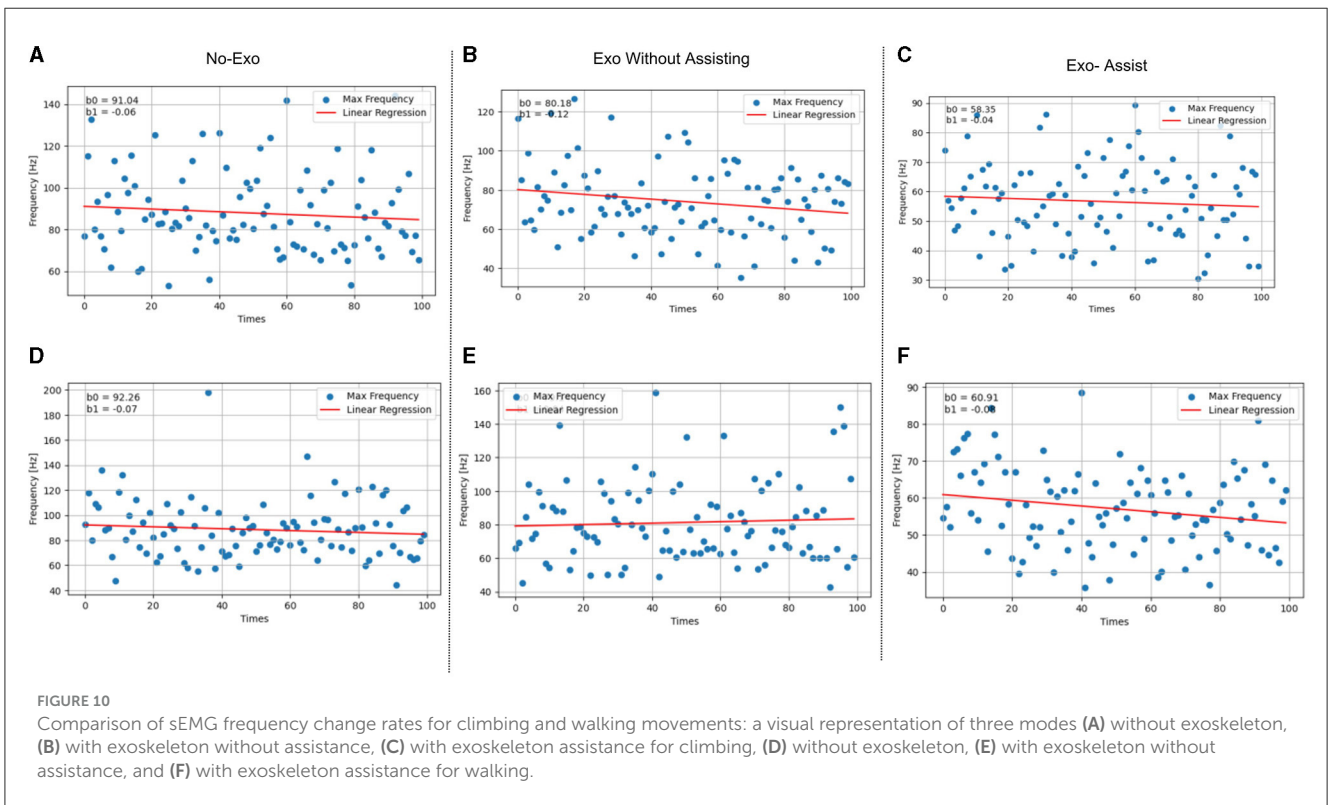 A
No-Exo
B
Exo Without Assisting
C
Exo- Assist
b0 = 91.04
b1 = -0.06
Max Frequency
Linear Regression
Frequency [Hz]
140
120
100
80
60
0 20 40 60 80 100
Times
b0 = 80.18
b1 = -0.12
Max Frequency
Linear Regression
Frequency [Hz]
120
100
80
60
40
0 20 40 60 80 100
Times
b0 = 58.35
b1 = -0.04
Max Frequency
Linear Regression
Frequency [Hz]
90
80
70
60
50
40
30
0 20 40 60 80 100
Times
D
b0 = 92.26
b1 = -0.07
Max Frequency
Linear Regression
Frequency [Hz]
200
180
160
140
120
100
80
60
40
0 20 40 60 80 100
Times
E
Max Frequency
Linear Regression
Frequency [Hz]
160
140
120
100
80
60
40
0 20 40 60 80 100
Times
F
b0 = 60.91
b1 = -0.08
Max Frequency
Linear Regression
Frequency [Hz]
90
80
70
60
50
40
0 20 40 60 80 100
Times
FIGURE 10
Comparison of sEMG frequency change rates for climbing and walking movements: a visual representation of three modes (A) without exoskeleton,
(B) with exoskeleton without assistance, (C) with exoskeleton assistance for climbing, (D) without exoskeleton, (E) with exoskeleton without
assistance, and (F) with exoskeleton assistance for walking.